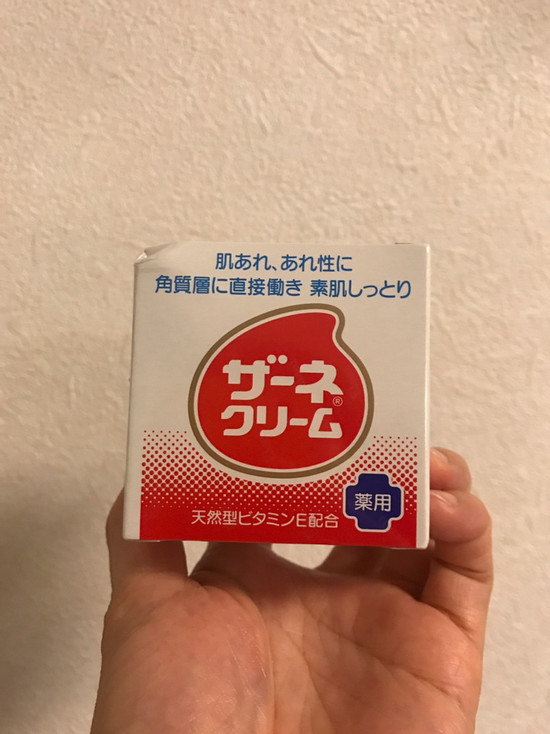 肌あれ、あれ性に
角質層に直接働き 素肌しっとり
ザーネ®
クリーム
薬用
天然型ビタミンE配合